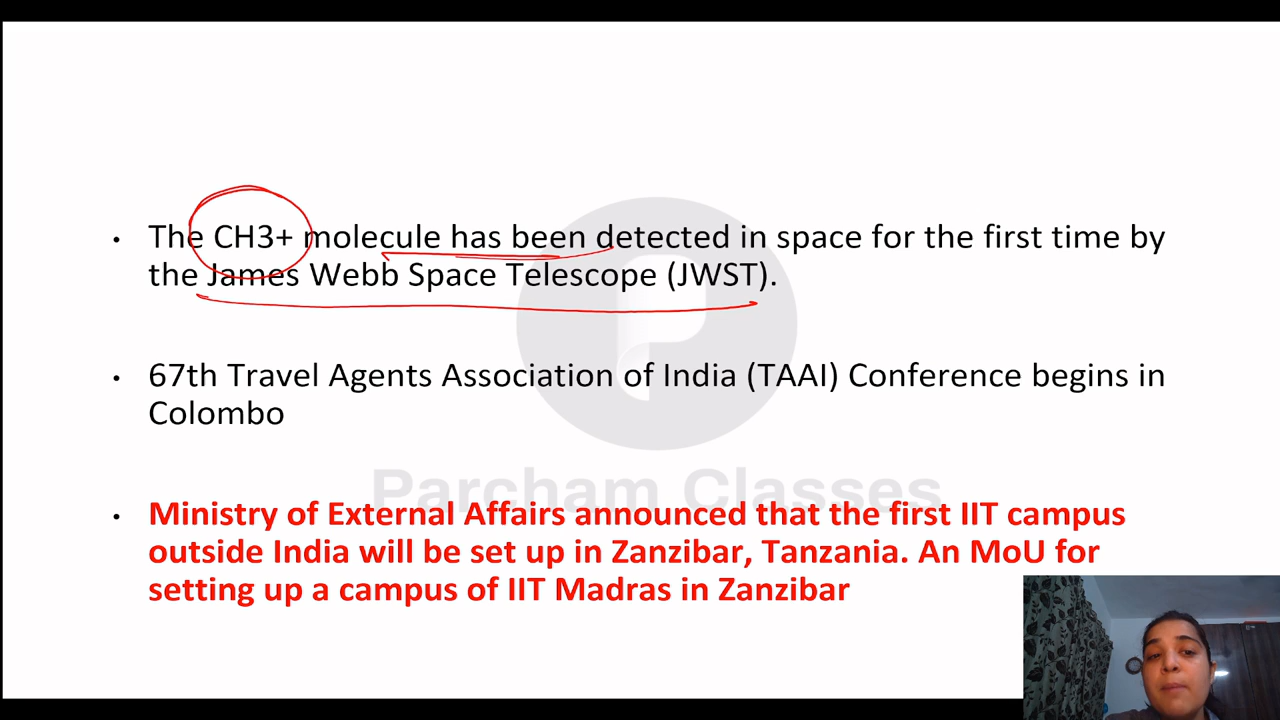 • The CH3+ molecule has been detected in space for the first time by
the James Webb Space Telescope (JWST).
• 67th Travel Agents Association of India (TAAI) Conference begins in
Colombo
Parcham Classes
• Ministry of External Affairs announced that the first IIT campus
outside India will be set up in Zanzibar, Tanzania. An MoU for
setting up a campus of IIT Madras in Zanzibar